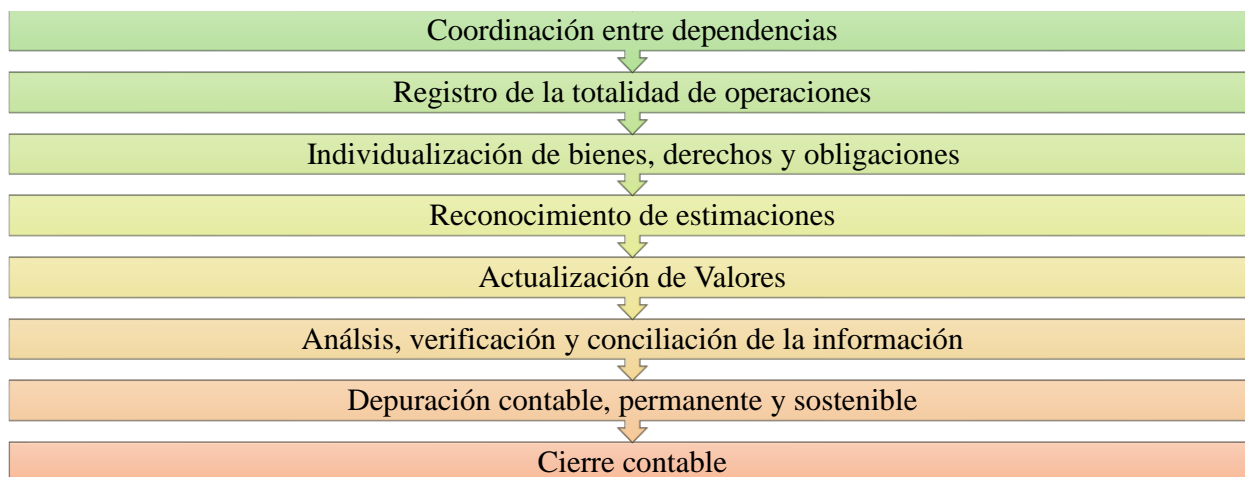 Coordinación entre dependencias
Registro de la totalidad de operaciones
Individualización de bienes, derechos y obligaciones
Reconocimiento de estimaciones
Actualización de Valores
Análsis, verificación y conciliación de la información
Depuración contable, permanente y sostenible
Cierre contable